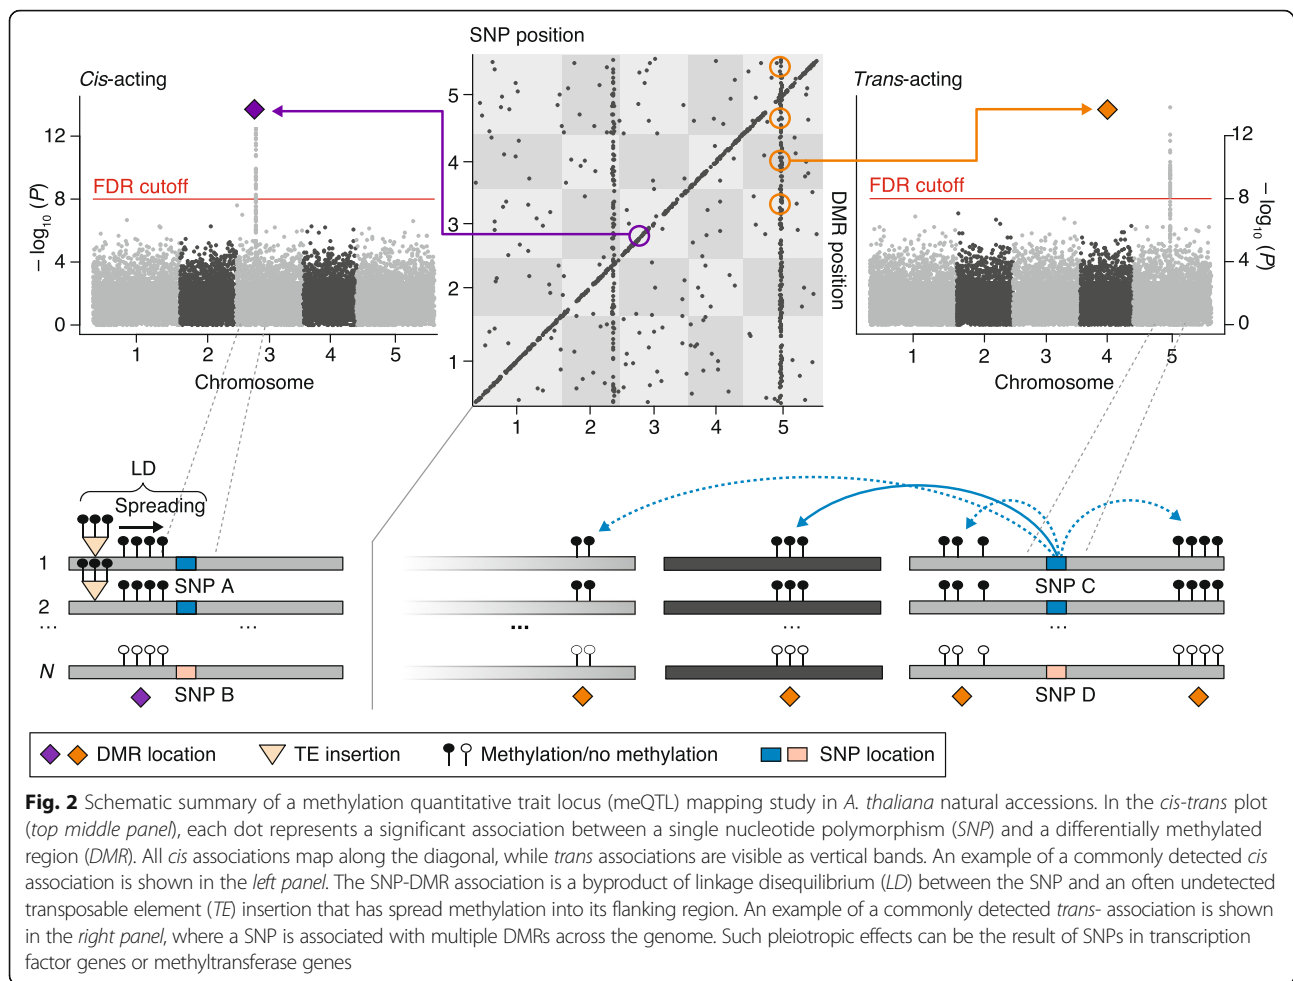 SNP position
Cis-acting
Trans-acting
12
8
4
0
– log10 (P)
FDR cutoff
1
2
3
4
5
Chromosome
5
4
3
2
1
1
2
3
4
5
DMR position
FDR cutoff
12
8
4
0
– log10 (P)
1
2
3
4
5
Chromosome
LD
Spreading
1
SNP A
SNP C
2
...
...
...
...
...
N
SNP B
SNP D
DMR location
TE insertion
Methylation/no methylation
SNP location
Fig. 2 Schematic summary of a methylation quantitative trait locus (meQTL) mapping study in A. thaliana natural accessions. In the cis-trans plot
(top middle panel), each dot represents a significant association between a single nucleotide polymorphism (SNP) and a differentially methylated
region (DMR). All cis associations map along the diagonal, while trans associations are visible as vertical bands. An example of a commonly detected cis
association is shown in the left panel. The SNP-DMR association is a byproduct of linkage disequilibrium (LD) between the SNP and an often undetected
transposable element (TE) insertion that has spread methylation into its flanking region. An example of a commonly detected trans- association is shown
in the right panel, where a SNP is associated with multiple DMRs across the genome. Such pleiotropic effects can be the result of SNPs in transcription
factor genes or methyltransferase genes